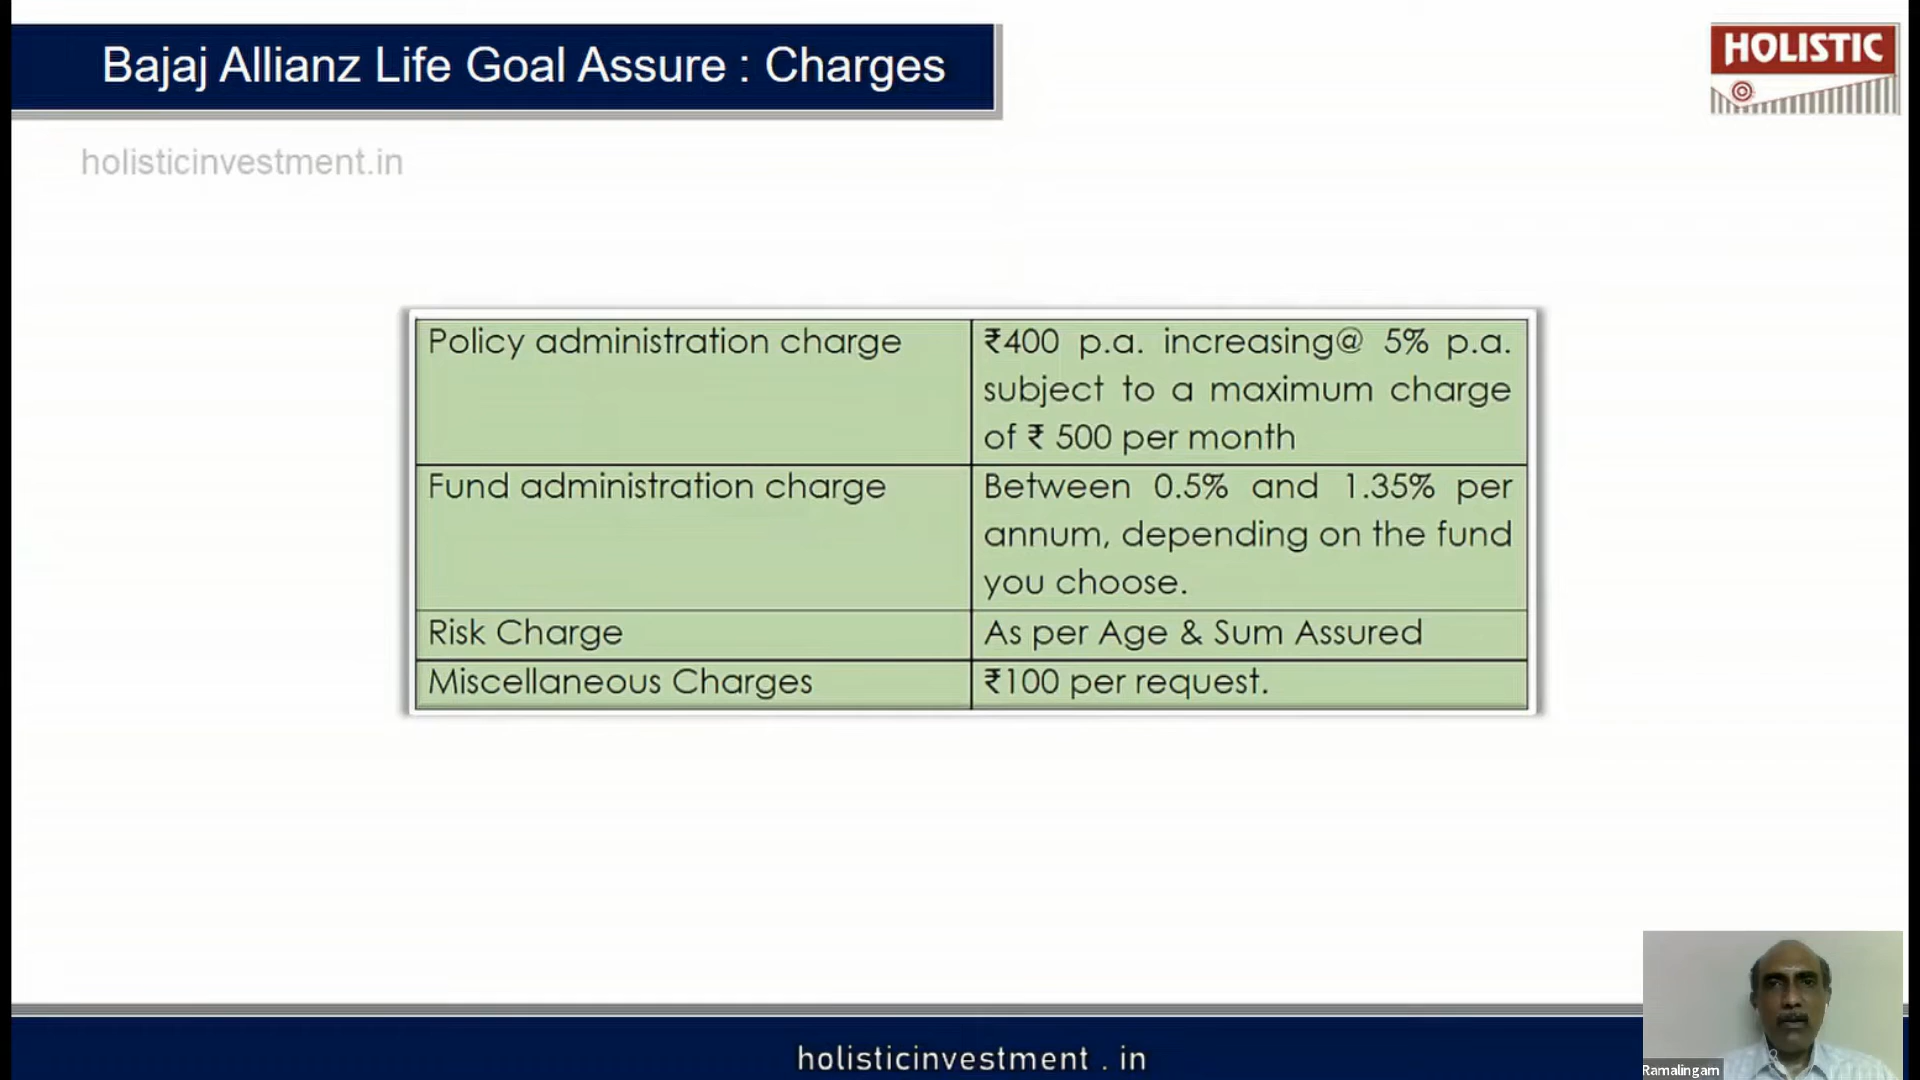 Bajaj Allianz Life Goal Assure : Charges
HOLISTIC
holisticinvestment.in
Policy administration charge
₹400 p.a. increasing@ 5% p.a.
subject to a maximum charge
of ₹ 500 per month
Fund administration charge
Between 0.5% and 1.35% per
annum, depending on the fund
you choose.
Risk Charge
As per Age & Sum Assured
Miscellaneous Charges
₹100 per request.
holisticinvestment . in
Ramalingam